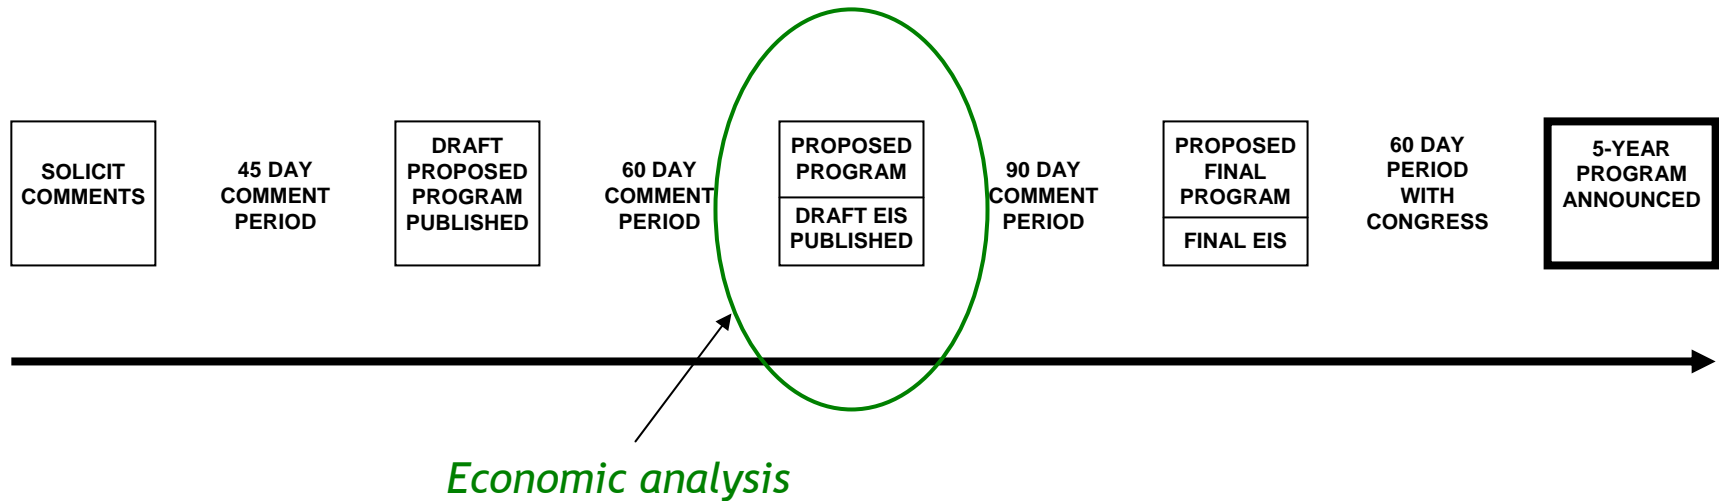 SOLICIT
COMMENTS
45 DAY
COMMENT
PERIOD
DRAFT
PROPOSED
PROGRAM
PUBLISHED
60 DAY
COMMENT
PERIOD
PROPOSED
PROGRAM
DRAFT EIS
PUBLISHED
90 DAY
COMMENT
PERIOD
PROPOSED
FINAL
PROGRAM
FINAL EIS
60 DAY
PERIOD
WITH
CONGRESS
5-YEAR
PROGRAM
ANNOUNCED
Economic analysis